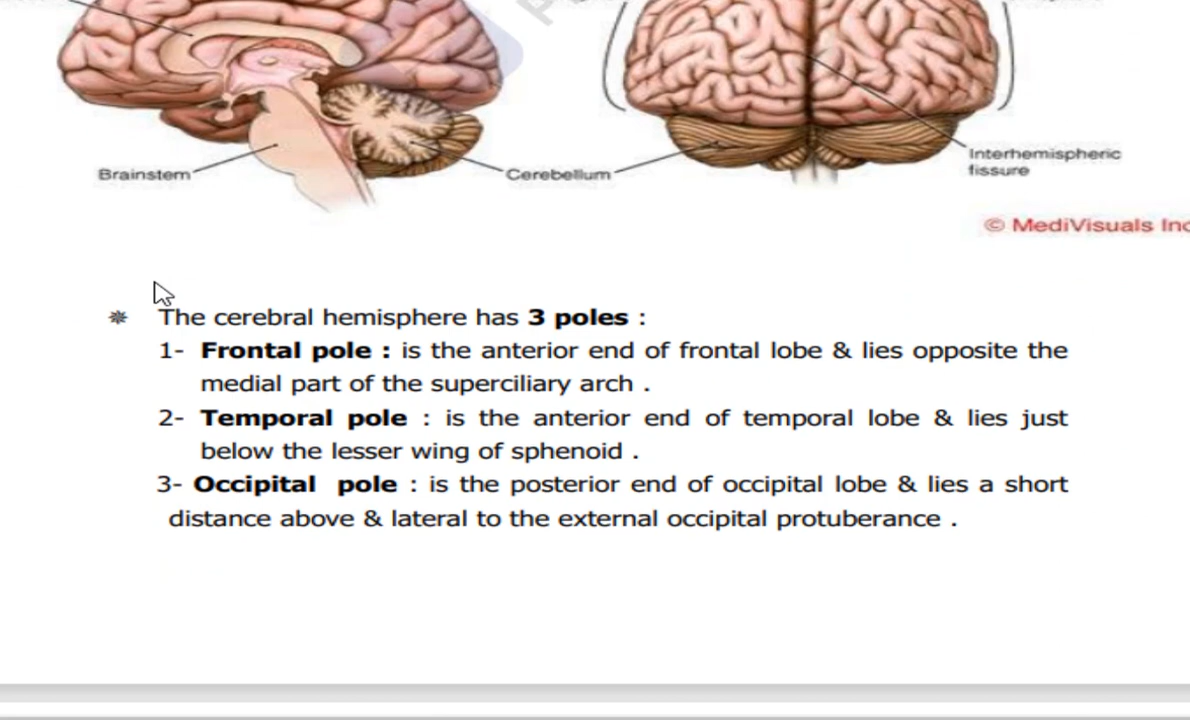 Brainstem
Cerebellum
Interhemispheric
fissure
© MediVisuals Inc
✵ The cerebral hemisphere has 3 poles :
1- Frontal pole : is the anterior end of frontal lobe & lies opposite the
medial part of the superciliary arch .
2- Temporal pole : is the anterior end of temporal lobe & lies just
below the lesser wing of sphenoid .
3- Occipital pole : is the posterior end of occipital lobe & lies a short
distance above & lateral to the external occipital protuberance .